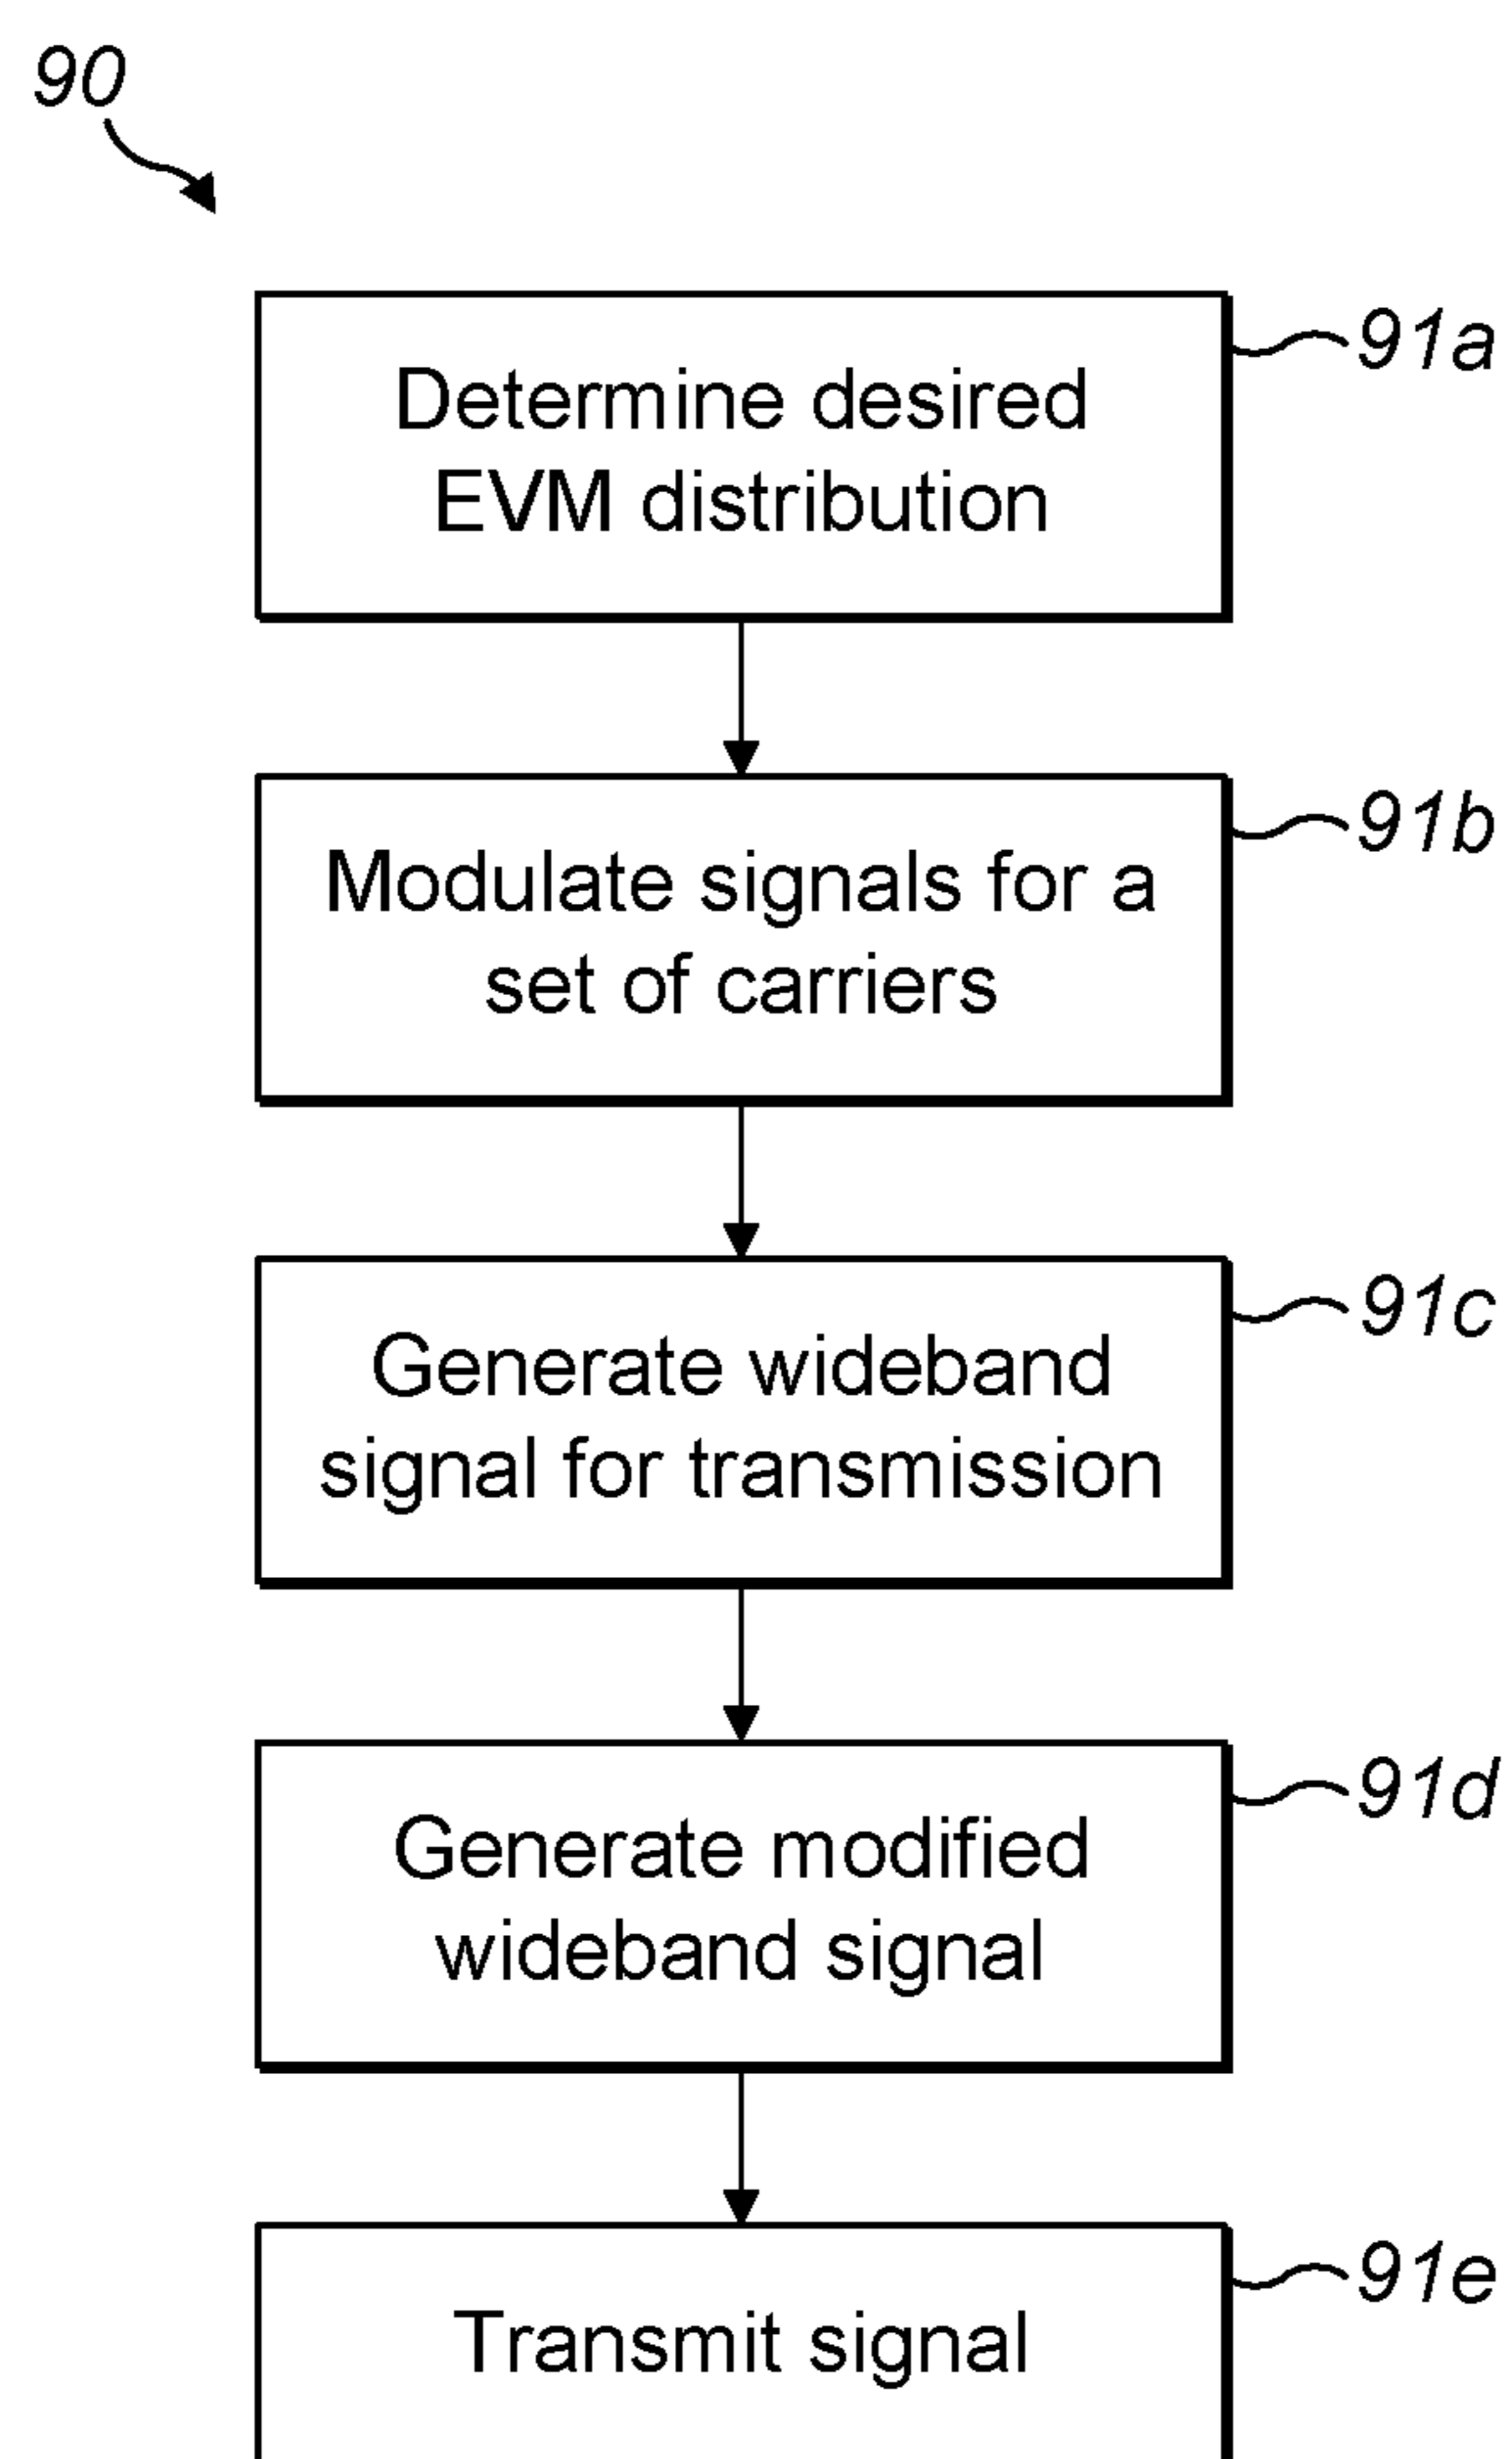 90
Determine desired
EVM distribution
91a
Modulate signals for a
set of carriers
91b
Generate wideband
signal for transmission
91c
Generate modified
wideband signal
91d
Transmit signal
91e